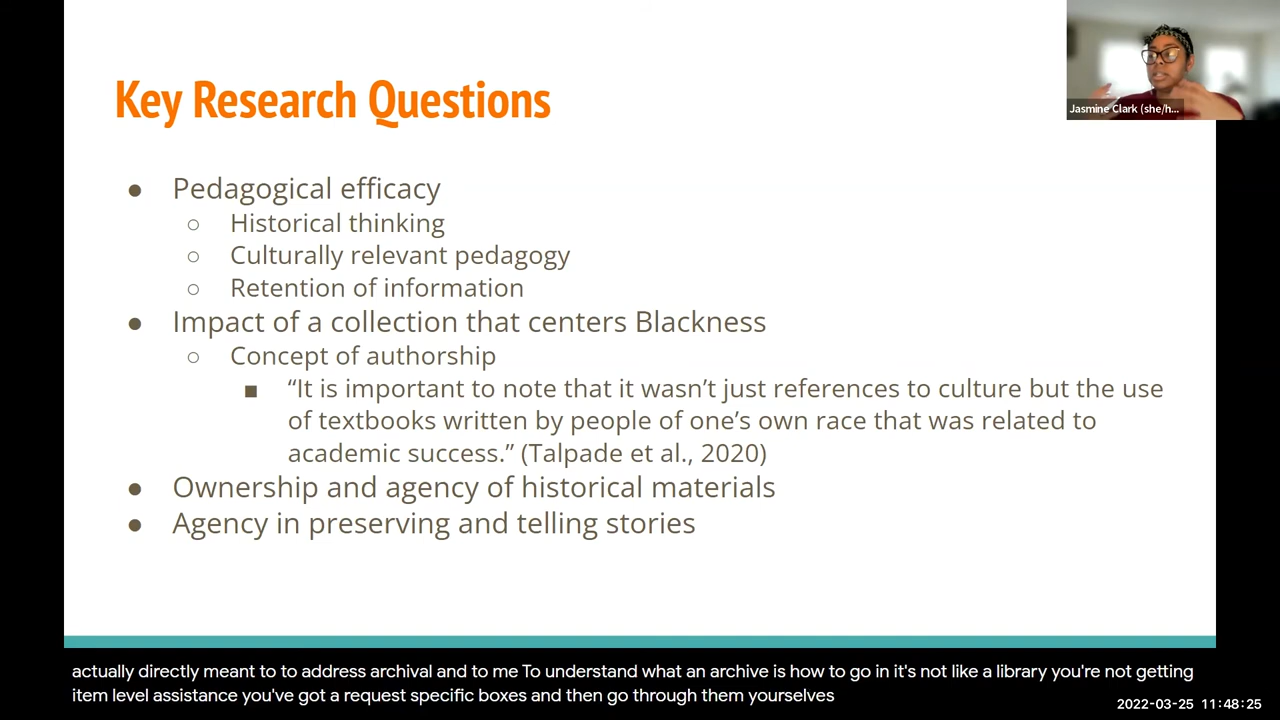 Key Research Questions
Jasmine Clark (she/h...
● Pedagogical efficacy
○ Historical thinking
○ Culturally relevant pedagogy
○ Retention of information
● Impact of a collection that centers Blackness
○ Concept of authorship
■ “It is important to note that it wasn’t just references to culture but the use
of textbooks written by people of one’s own race that was related to
academic success.” (Talpade et al., 2020)
● Ownership and agency of historical materials
● Agency in preserving and telling stories
actually directly meant to to address archival and to me To understand what an archive is how to go in it's not like a library you're not getting
item level assistance you've got a request specific boxes and then go through them yourselves
2022-03-25 11:48:25